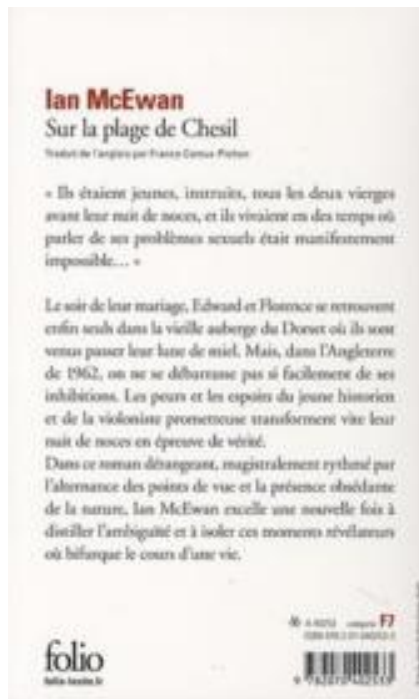 Ian McEwan
Sur la plage de Chesil
Traduit de l'anglais par France Camus-Pichon
« Ils étaient jeunes, instruits, tous les deux vierges
avant leur nuit de noces, et ils vivaient en des temps où
parler de ses problèmes sexuels était manifestement
impossible... »
Le soir de leur mariage, Edward et Florence se retrouvent
enfin seuls dans la vieille auberge du Dorset où ils sont
venus passer leur lune de miel. Mais, dans l'Angleterre
de 1962, on ne se débarrasse pas si facilement de ses
inhibitions. Les peurs et les espoirs du jeune historien
et de la violoniste prometteuse transforment vite leur
nuit de noces en épreuve de vérité.
Dans ce roman dérangeant, magistralement rythmé par
l'alternance des points de vue et la présence obsédante
de la nature, Ian McEwan excelle une nouvelle fois à
distiller l'ambiguïté et à isoler ces moments révélateurs
où bifurque le cours d'une vie.
catégorie F7
folio
9 782070 402533